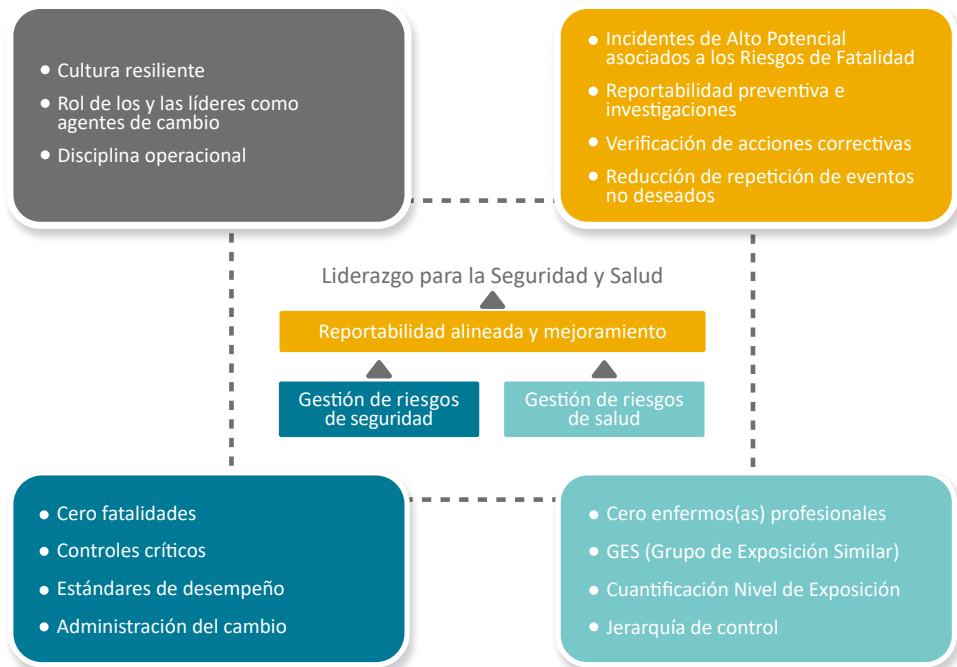 • Cultura resiliente
• Rol de los y las líderes como
agentes de cambio
• Disciplina operacional
• Incidentes de Alto Potencial
asociados a los Riesgos de Fatalidad
• Reportabilidad preventiva e
investigaciones
• Verificación de acciones correctivas
• Reducción de repetición de eventos
no deseados
Liderazgo para la Seguridad y Salud
Reportabilidad alineada y mejoramiento
Gestión de riesgos
de seguridad
Gestión de riesgos
de salud
• Cero fatalidades
• Controles críticos
• Estándares de desempeño
• Administración del cambio
• Cero enfermos(as) profesionales
• GES (Grupo de Exposición Similar)
• Cuantificación Nivel de Exposición
• Jerarquía de control